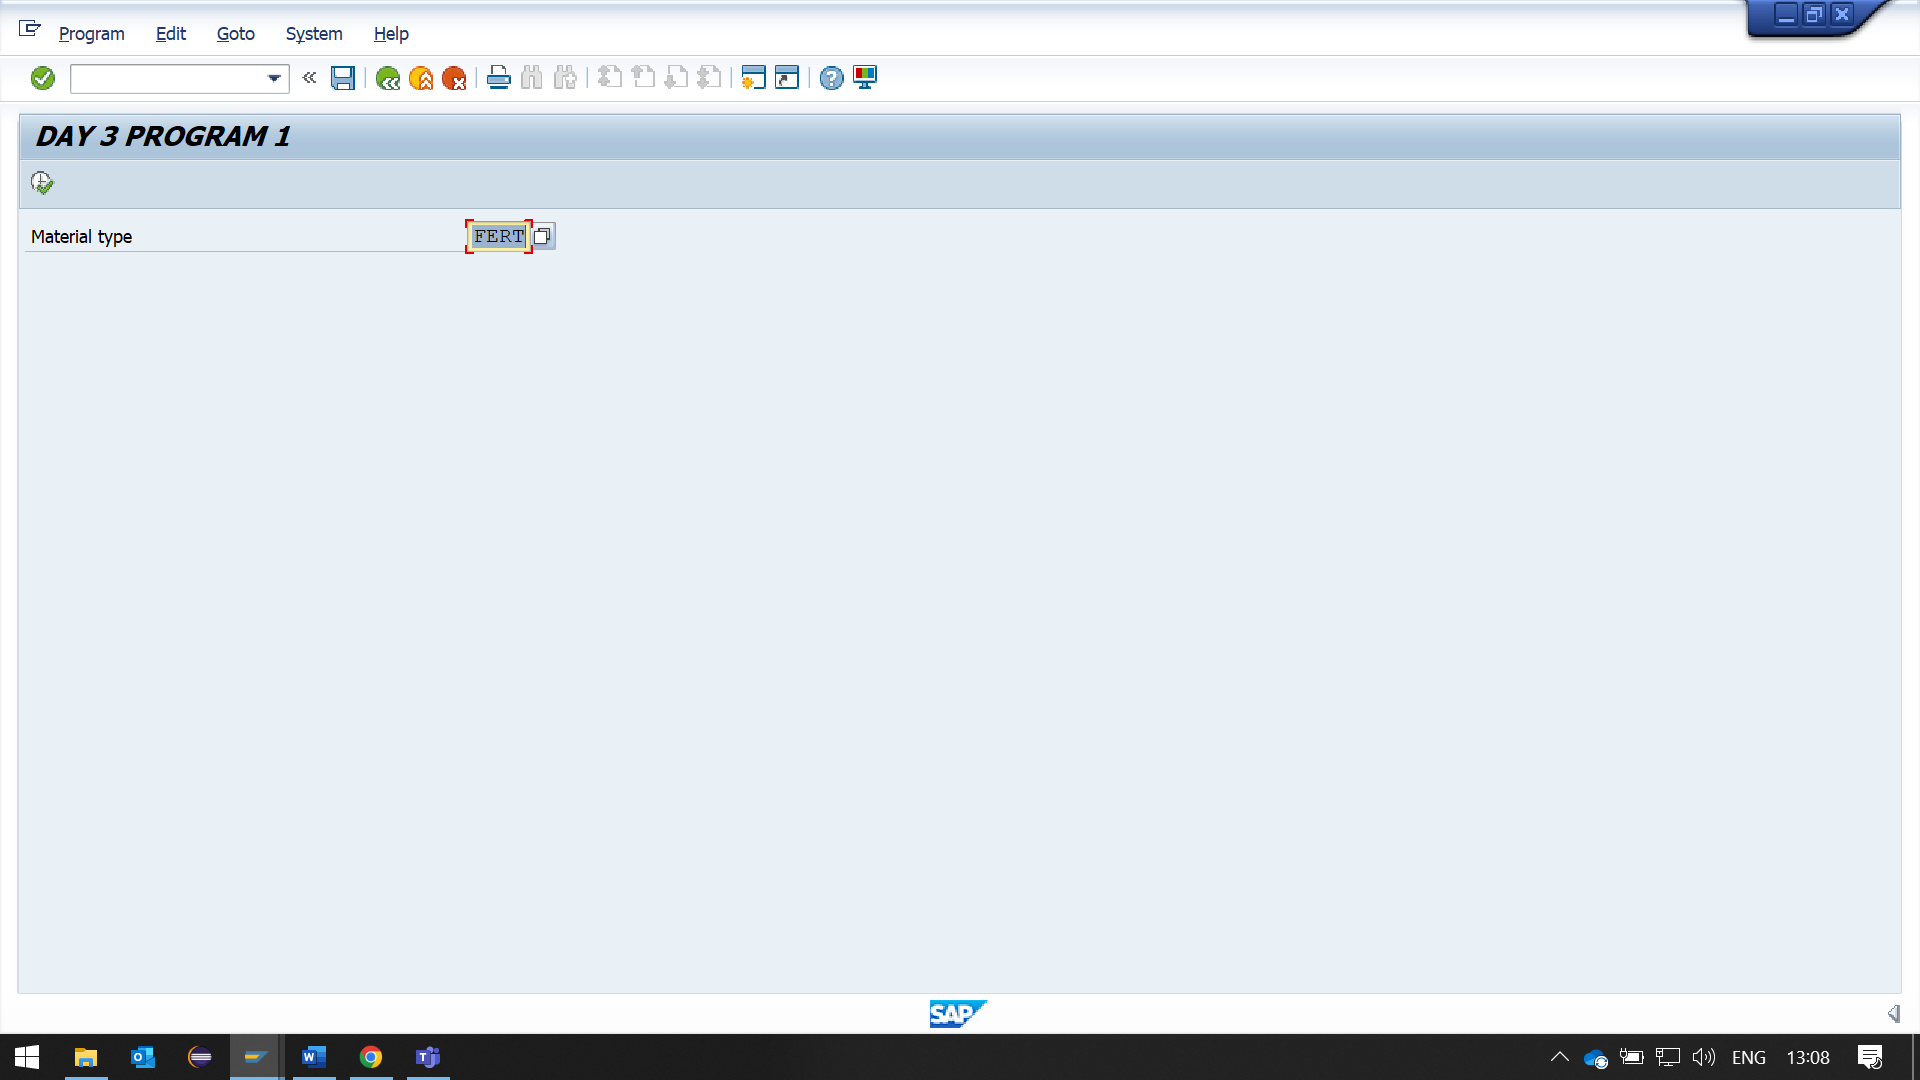 Program Edit Goto System Help
DAY 3 PROGRAM 1
Material type FERT
SAP
ENG 13:08